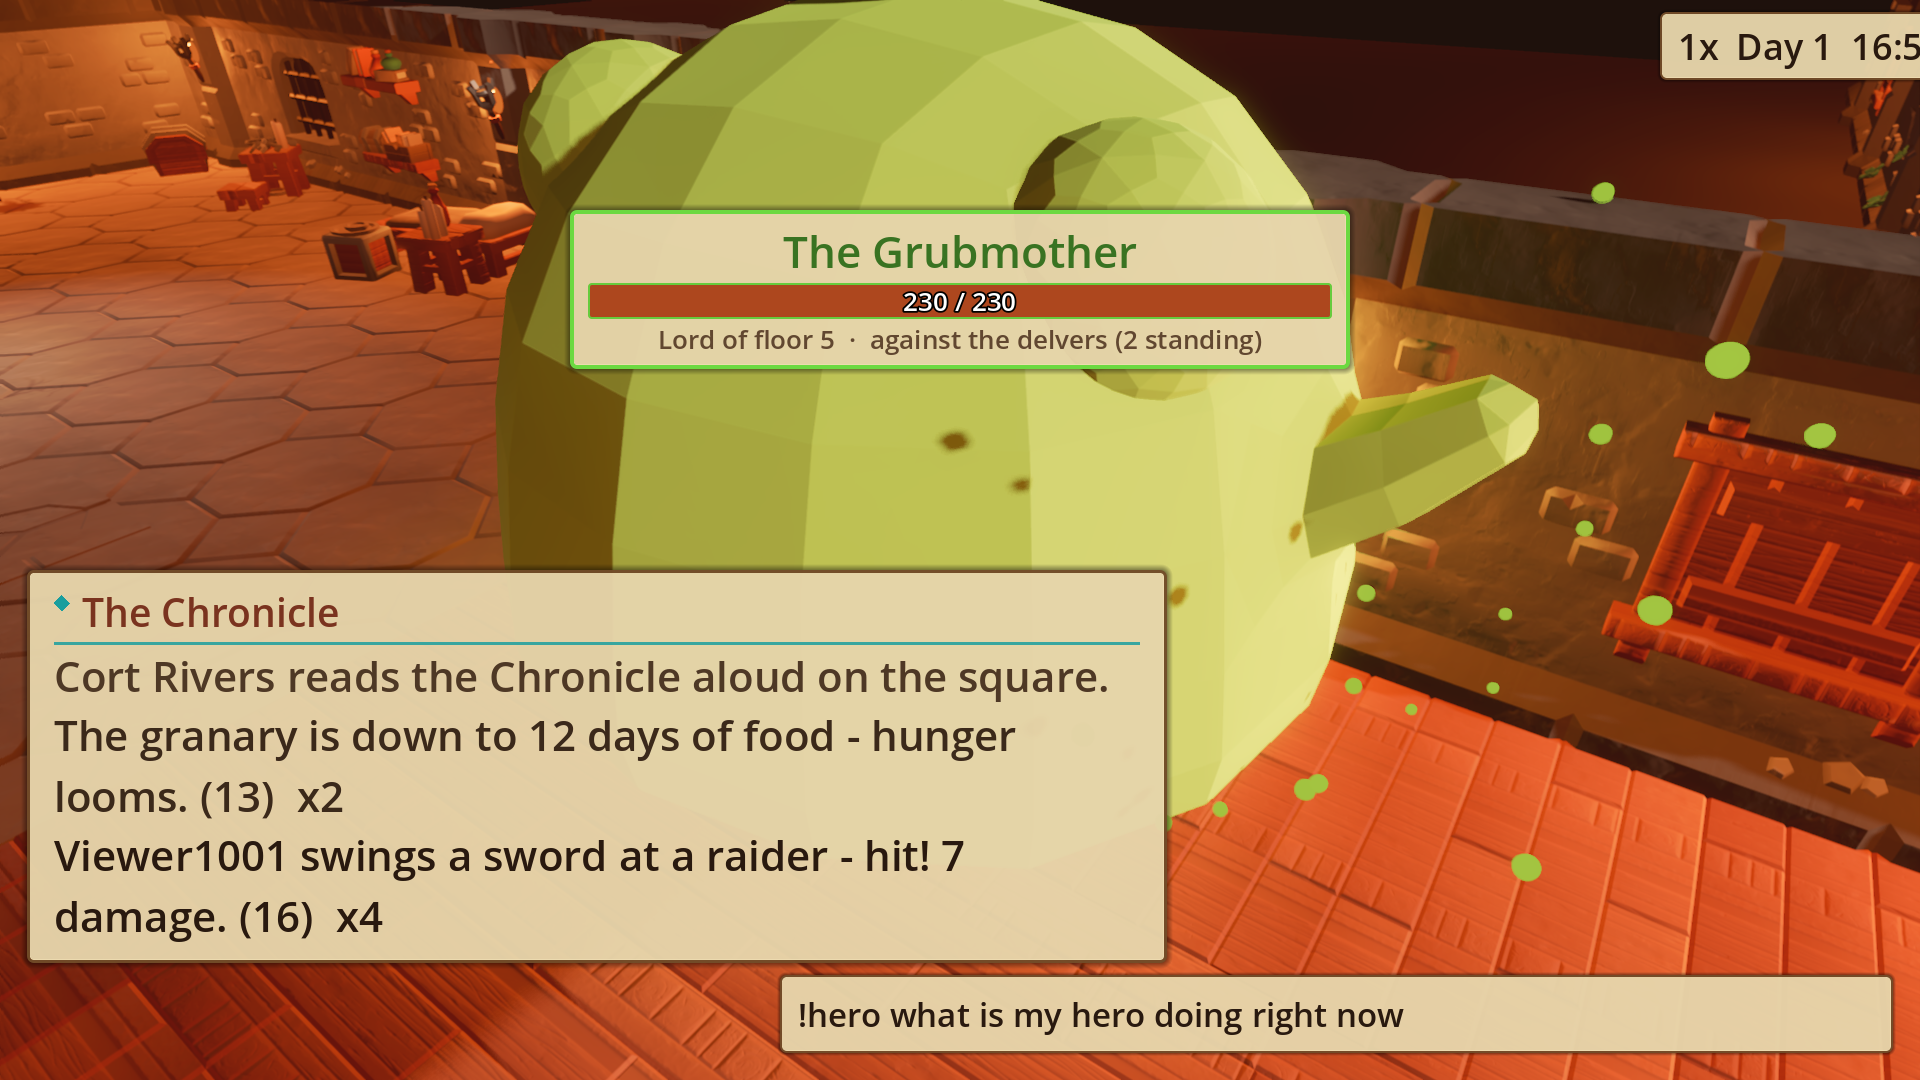 1x Day 1 16:5
The Grubmother
230 / 230
Lord of floor 5 · against the delvers (2 standing)
The Chronicle
Cort Rivers reads the Chronicle aloud on the square.
The granary is down to 12 days of food - hunger
looms. (13) x2
Viewer1001 swings a sword at a raider - hit! 7
damage. (16) x4
!hero what is my hero doing right now